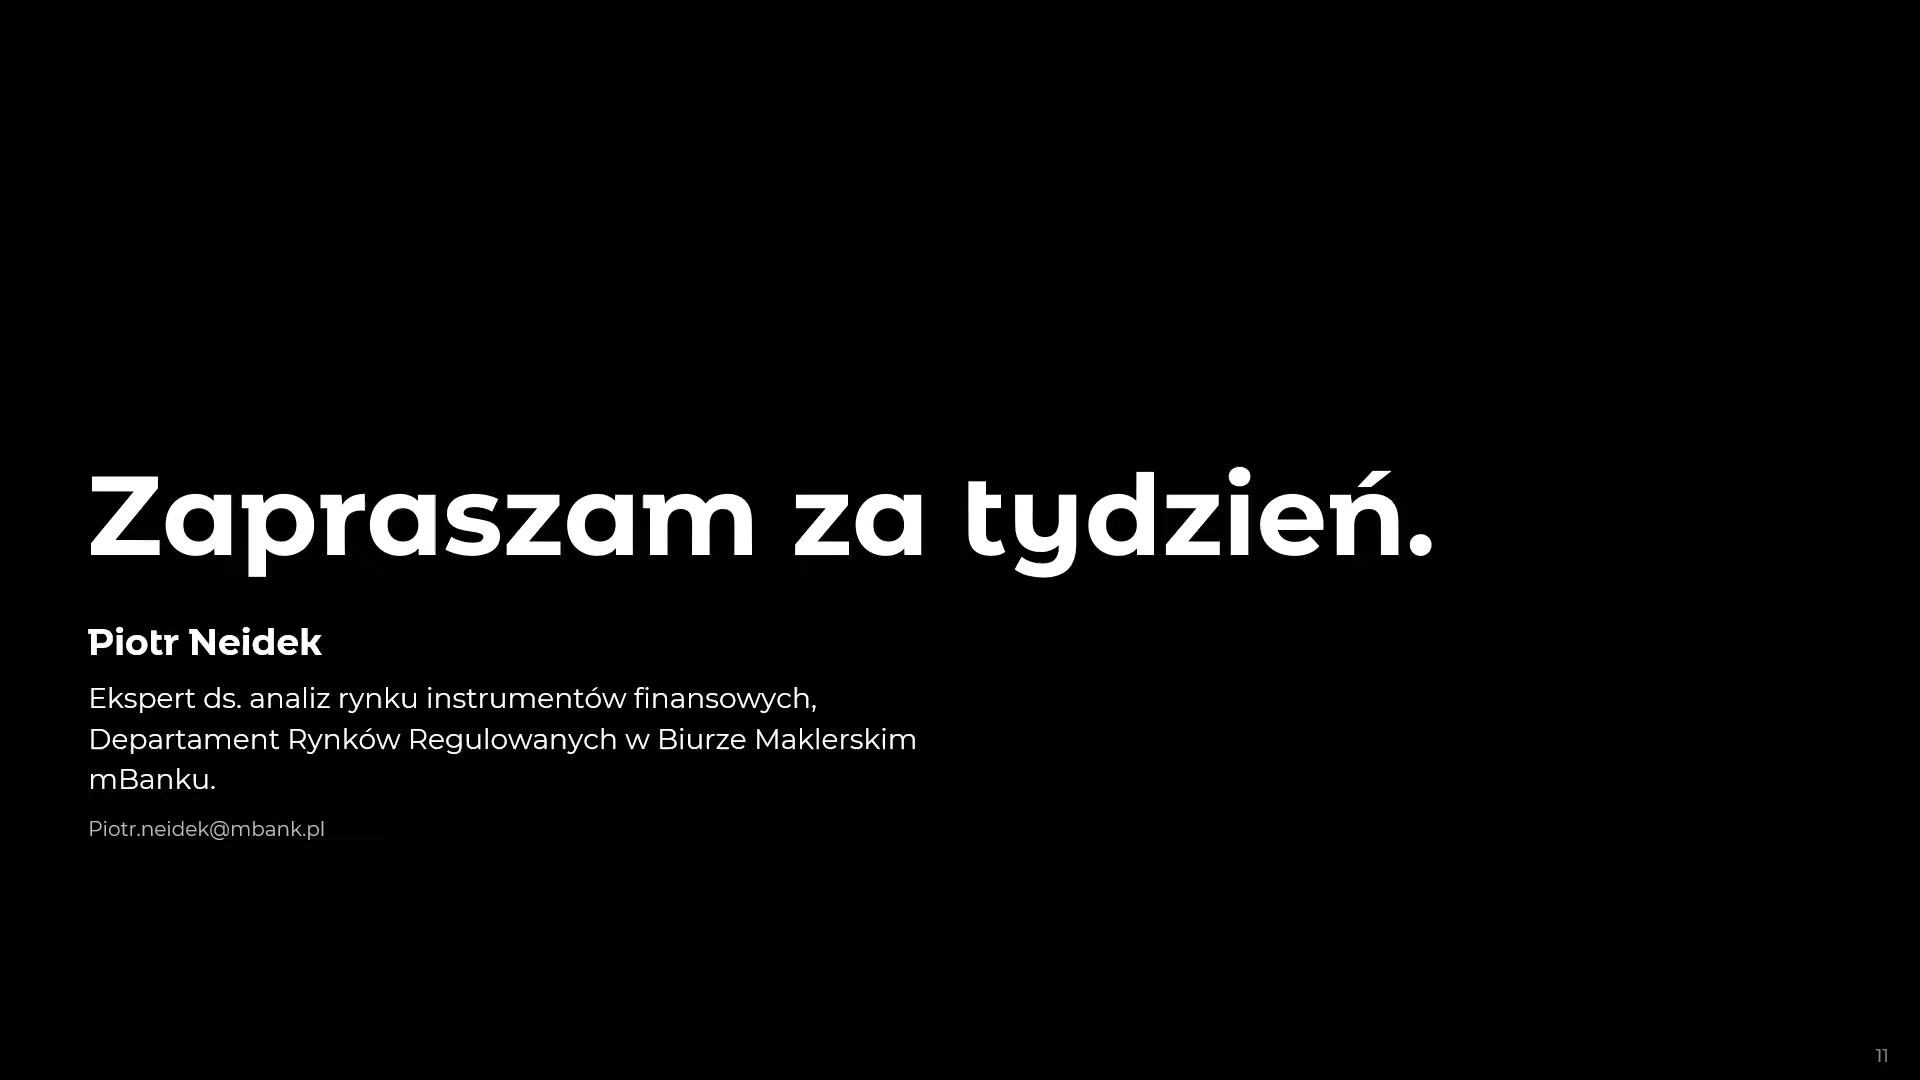 Zapraszam za tydzień.
Piotr Neidek
Ekspert ds. analiz rynku instrumentów finansowych,
Departament Rynków Regulowanych w Biurze Maklerskim
mBanku.
Piotr.neidek@mbank.pl
11